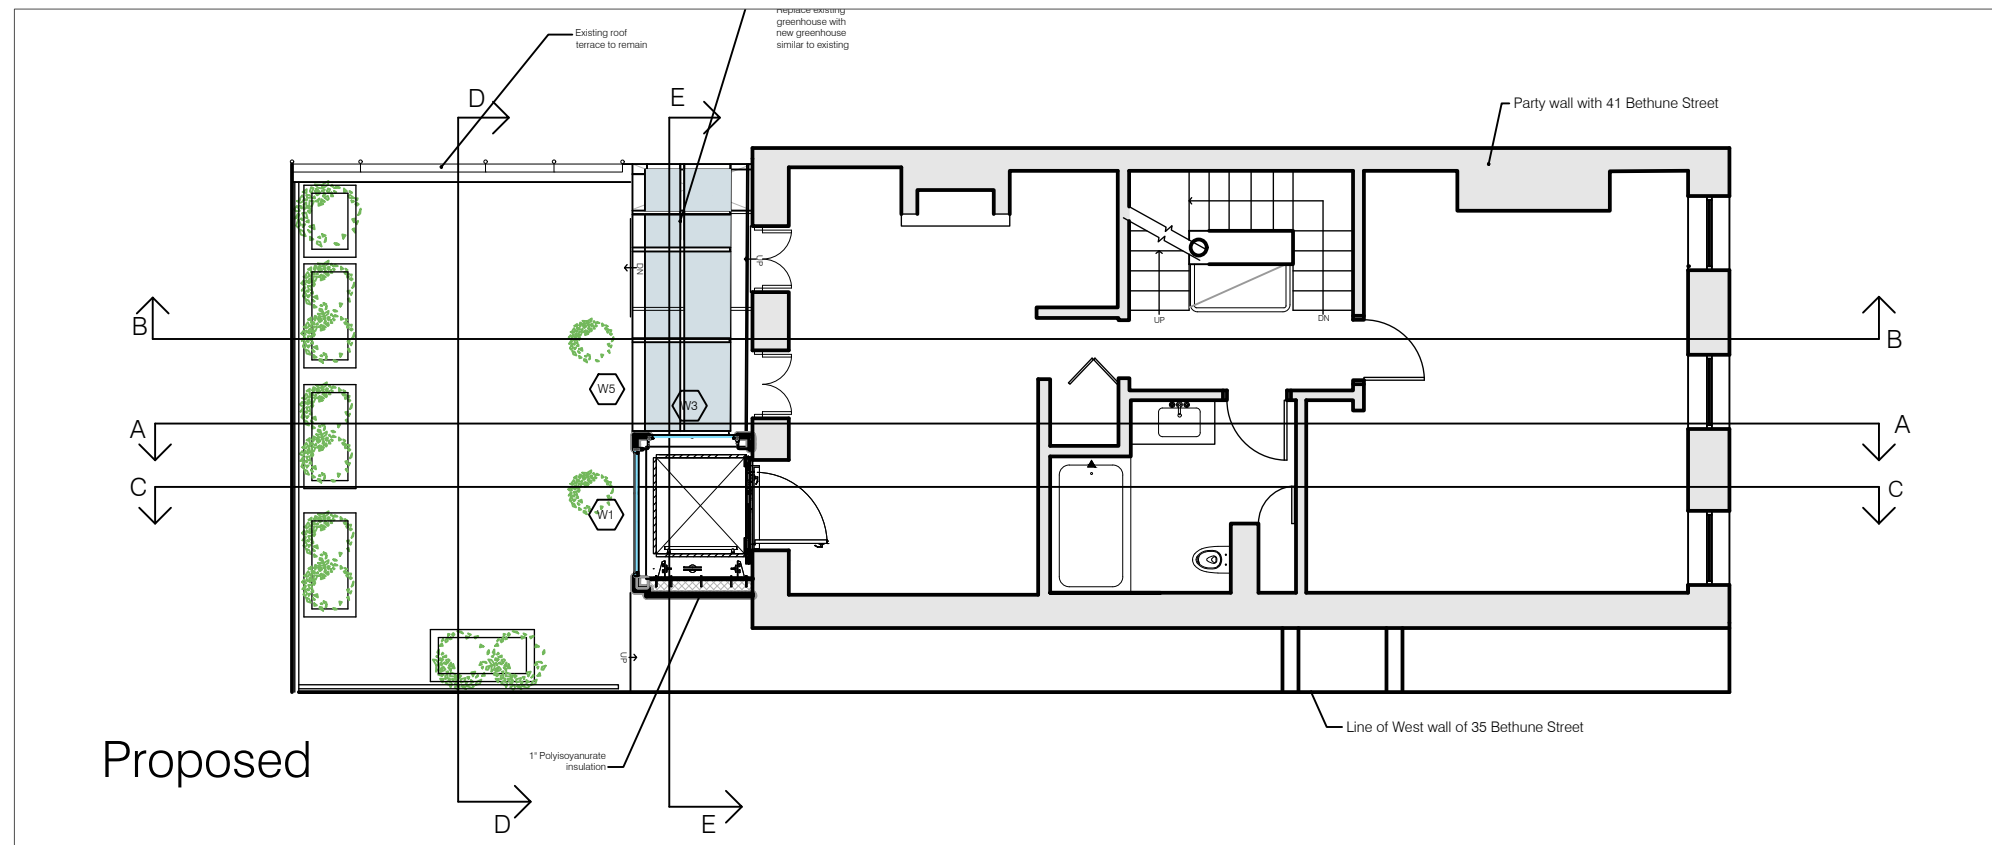 Replace existing
greenhouse with
new greenhouse
similar to existing
Existing roof
terrace to remain
D
E
Party wall with 41 Bethune Street
DN
UP
B
UP
DN
B
W5
W3
A
A
C
C
W1
UP
Line of West wall of 35 Bethune Street
Proposed
1" Polyisoyanurate
insulation
D
E